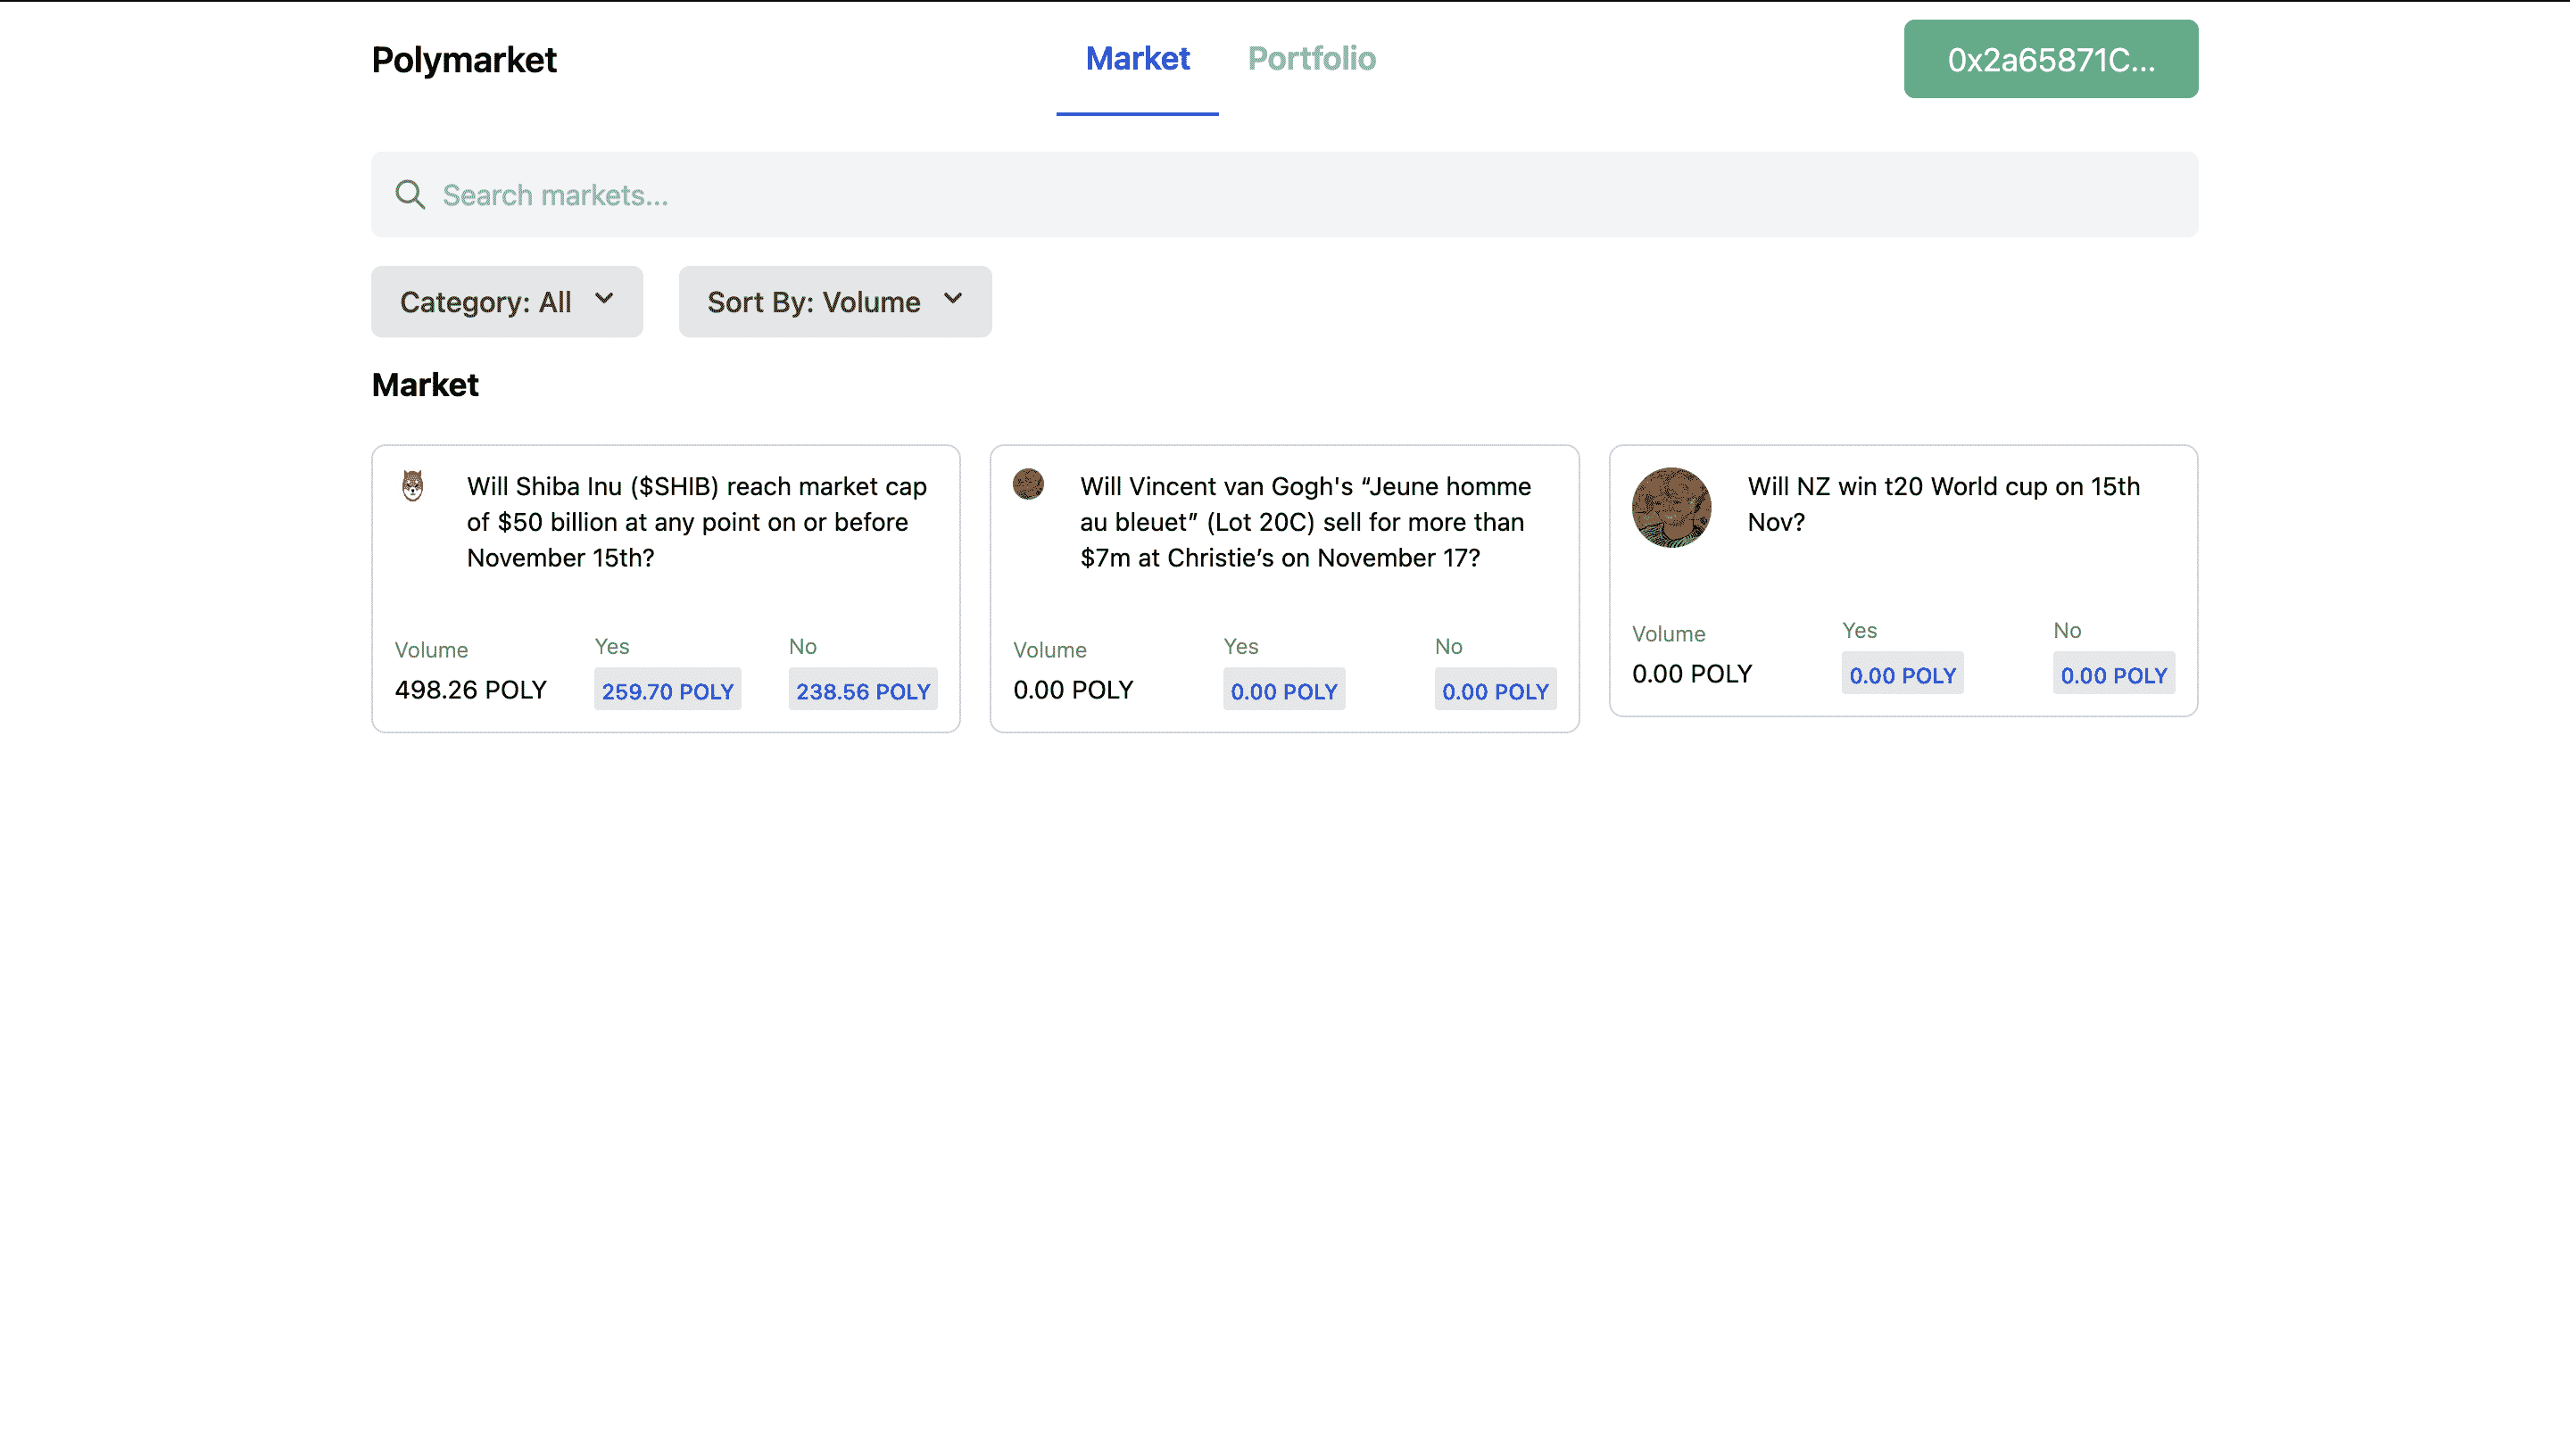 Polymarket
Market
Portfolio
0x2a65871C...
Search markets...
Category: All
Sort By: Volume
Market
Will Shiba Inu ($SHIB) reach market cap
of $50 billion at any point on or before
November 15th?
Volume
Yes
No
498.26 POLY
259.70 POLY
238.56 POLY
Will Vincent van Gogh's “Jeune homme
au bleuet” (Lot 20C) sell for more than
$7m at Christie’s on November 17?
Volume
Yes
No
0.00 POLY
0.00 POLY
0.00 POLY
Will NZ win t20 World cup on 15th
Nov?
Volume
Yes
No
0.00 POLY
0.00 POLY
0.00 POLY